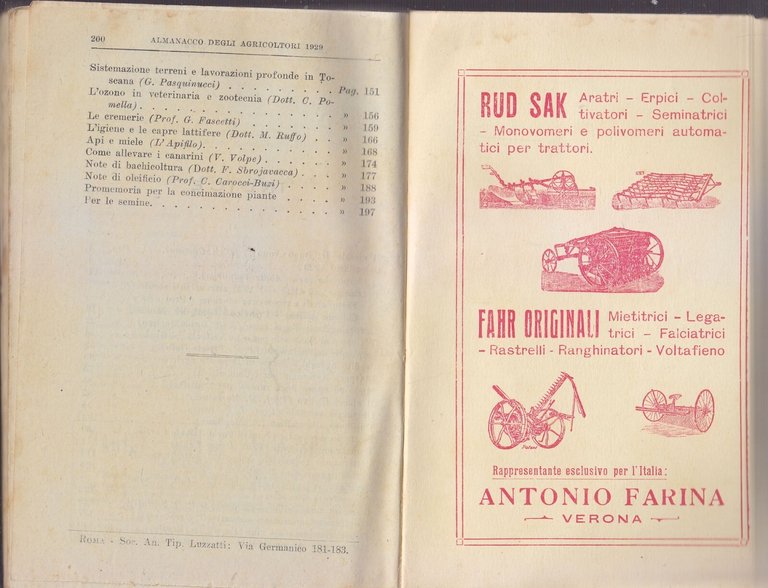 200 ALMANACCO DEGLI AGRICOLTORI 1929
Sistemazione terreni e lavorazioni profonde in To-
scana (G. Pasquinucci) . . . . . . . . . Pag. 151
L'ozono in veterinaria e zootecnia (Dott. C. Po-
mella) . . . . . . . . . . . . . . . . . » 156
Le cremerie (Prof. G. Fascetti) . . . . . . » 159
L'igiene e le capre lattifere (Dott. M. Ruffo) . . » 166
Api e miele (L'Apifilo) . . . . . . . . . . » 168
Come allevare i canarini (V. Volpe) . . . . . » 174
Note di bachicoltura (Dott. F. Sbrojavacca) . . » 177
Note di oleificio (Prof. C. Carocci-Buzi) . . . » 188
Promemoria per la concimazione piante . . . . » 193
Per le semine. . . . . . . . . . . . . . » 197
ROMA - Soc. An. Tip. Luzzatti: Via Germanico 181-183.
RUD SAK Aratri - Erpici - Col-
tivatori - Seminatrici
- Monovomeri e polivomeri automa-
tici per trattori.
FAHR ORIGINALI Mietitrici - Lega-
trici - Falciatrici
- Rastrelli - Ranghinatori - Voltafieno
Rappresentante esclusivo per l'Italia:
ANTONIO FARINA
VERONA